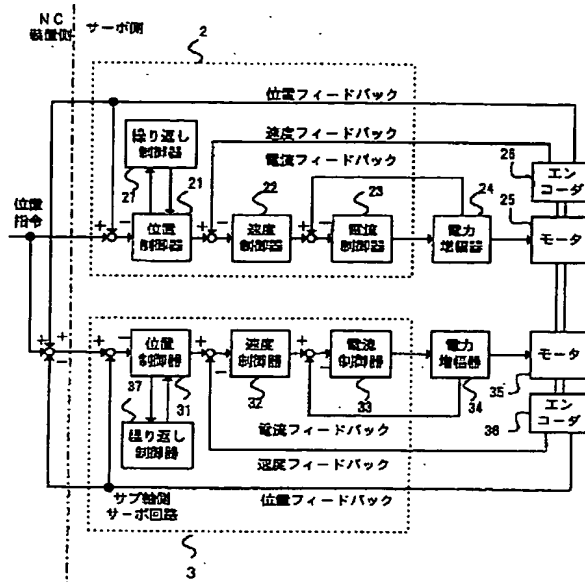 NC
装置側
サーボ側
2
位置フィードバック
速度フィードバック
電流フィードバック
繰り返し
制御器
27
21
22
23
24
25
26
エン
コーダ
位置
指令
+
-
位置
制御器
+
-
速度
制御器
+
-
電流
制御器
電力
増幅器
モータ
+
+
-
+
-
位置
制御器
+
-
速度
制御器
+
-
電流
制御器
電力
増幅器
モータ
37
31
32
33
34
35
36
エン
コーダ
繰り返し
制御器
電流フィードバック
速度フィードバック
位置フィードバック
サブ軸側
サーボ回路
3